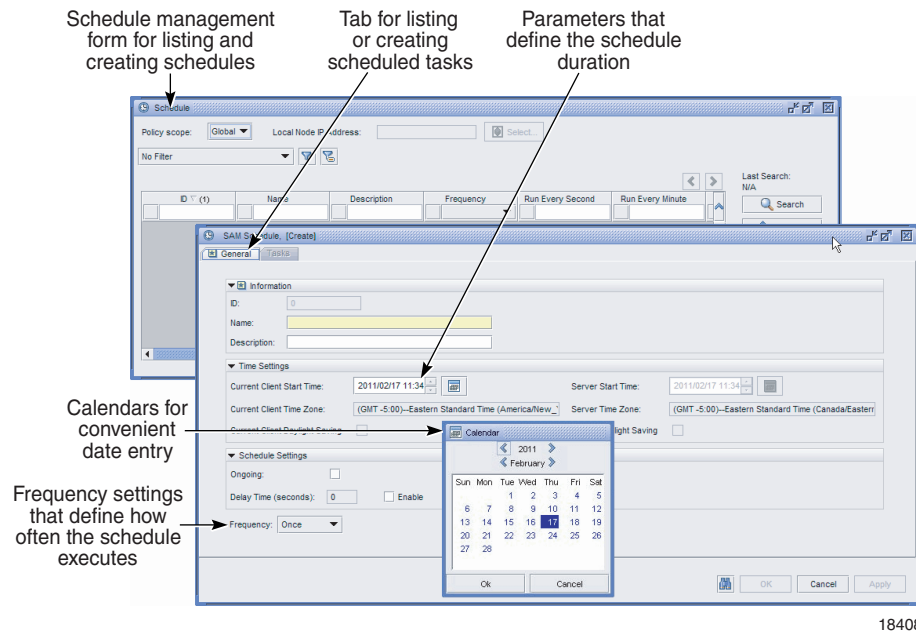 Schedule management
form for listing and
creating schedules
Tab for listing
or creating
scheduled tasks
Parameters that
define the schedule
duration
Schedule
Policy scope: Global Local Node IP Address: Select...
No Filter
Last Search:
N/A
ID (1) Name Description Frequency Run Every Second Run Every Minute
Search
SAM Schedule, [Create]
General Tasks
Information
ID: 0
Name:
Description:
Time Settings
Current Client Start Time: 2011/02/17 11:34 Server Start Time: 2011/02/17 11:34
Current Client Time Zone: (GMT -5:00)--Eastern Standard Time (America/New_ Server Time Zone: (GMT -5:00)--Eastern Standard Time (Canada/Eastern
Current Client Daylight Saving light Saving
Calendars for
convenient
date entry
Calendar
2011
February
Sun Mon Tue Wed Thu Fri Sat
1 2 3 4 5
6 7 8 9 10 11 12
13 14 15 16 17 18 19
20 21 22 23 24 25 26
27 28
Ok Cancel
Schedule Settings
Ongoing:
Delay Time (seconds): 0 Enable
Frequency: Once
Frequency settings
that define how
often the schedule
executes
OK Cancel Apply
18408